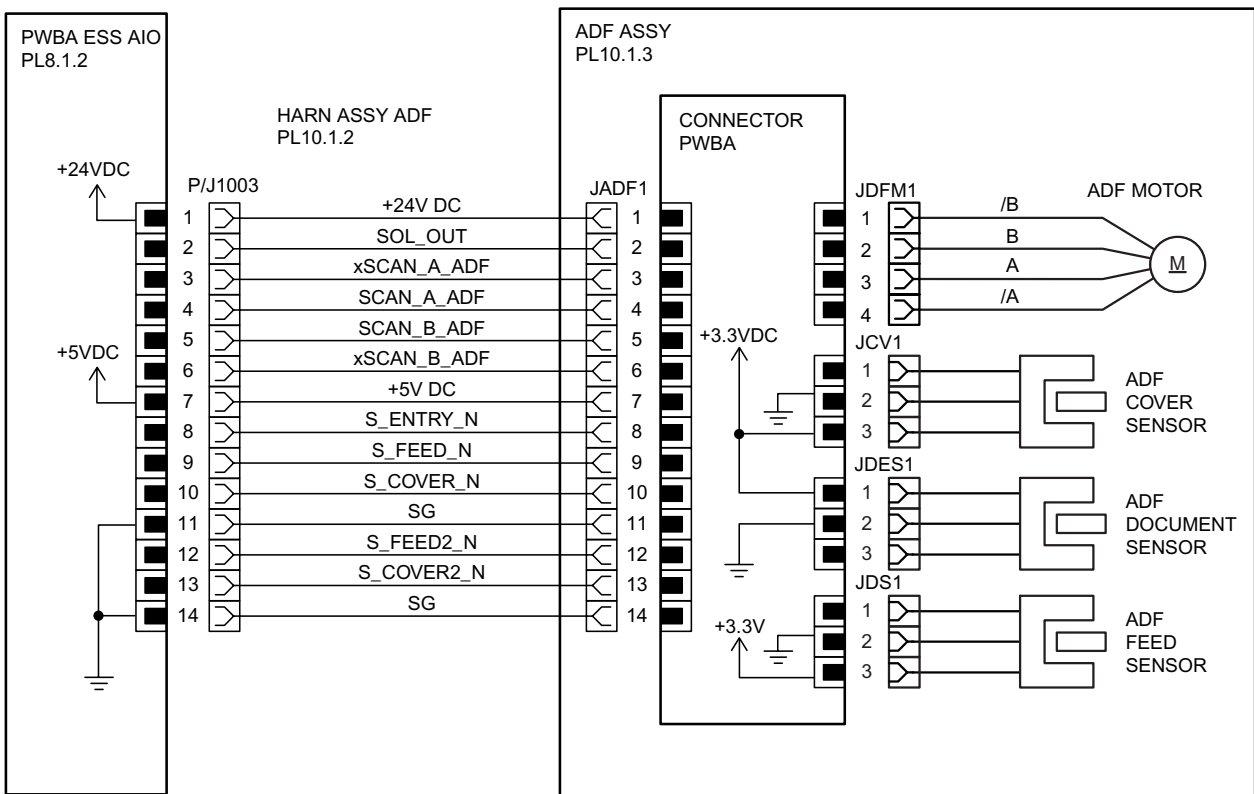 PWBA ESS AIO
PL8.1.2
HARN ASSY ADF
PL10.1.2
ADF ASSY
PL10.1.3
CONNECTOR
PWBA
+24VDC
+5VDC
P/J1003
JADF1
1 +24V DC 1
2 SOL_OUT 2
3 xSCAN_A_ADF 3
4 SCAN_A_ADF 4
5 SCAN_B_ADF 5
6 xSCAN_B_ADF 6
7 +5V DC 7
8 S_ENTRY_N 8
9 S_FEED_N 9
10 S_COVER_N 10
11 SG 11
12 S_FEED2_N 12
13 S_COVER2_N 13
14 SG 14
JDFM1
ADF MOTOR
1 /B
2 B
3 A
4 /A
M
+3.3VDC
JCV1
1
2
3
ADF
COVER
SENSOR
JDES1
1
2
3
ADF
DOCUMENT
SENSOR
+3.3V
JDS1
1
2
3
ADF
FEED
SENSOR